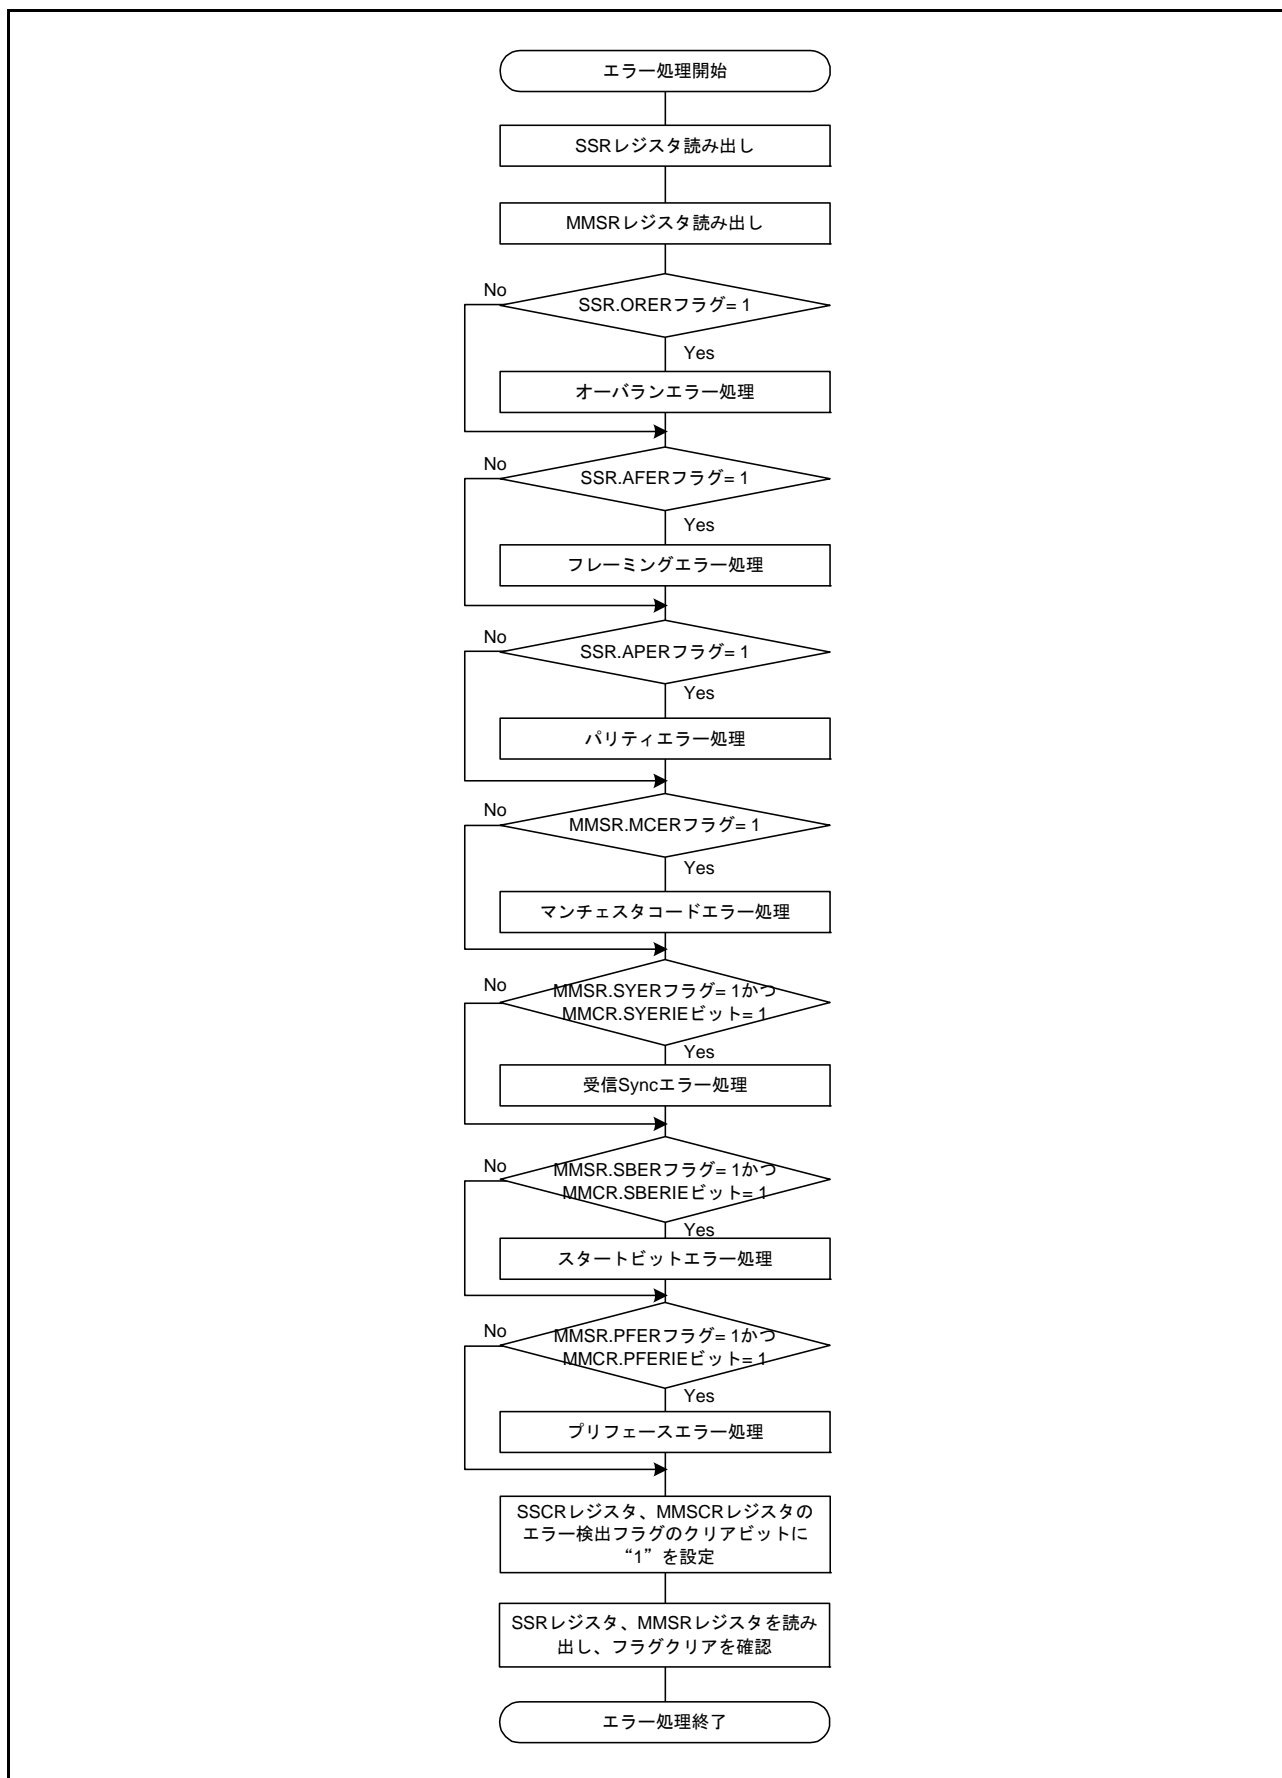 エラー処理開始
SSRレジスタ読み出し
MMSRレジスタ読み出し
No
SSR.ORERフラグ= 1
Yes
オーバランエラー処理
No
SSR.AFERフラグ= 1
Yes
フレーミングエラー処理
No
SSR.APERフラグ= 1
Yes
パリティエラー処理
No
MMSR.MCERフラグ= 1
Yes
マンチェスタコードエラー処理
No
MMSR.SYERフラグ= 1かつ
MMCR.SYERIEビット= 1
Yes
受信Syncエラー処理
No
MMSR.SBERフラグ= 1かつ
MMCR.SBERIEビット= 1
Yes
スタートビットエラー処理
No
MMSR.PFERフラグ= 1かつ
MMCR.PFERIEビット= 1
Yes
プリフェースエラー処理
SSCRレジスタ、MMSCRレジスタの
エラー検出フラグのクリアビットに
“1”を設定
SSRレジスタ、MMSRレジスタを読み
出し、フラグクリアを確認
エラー処理終了